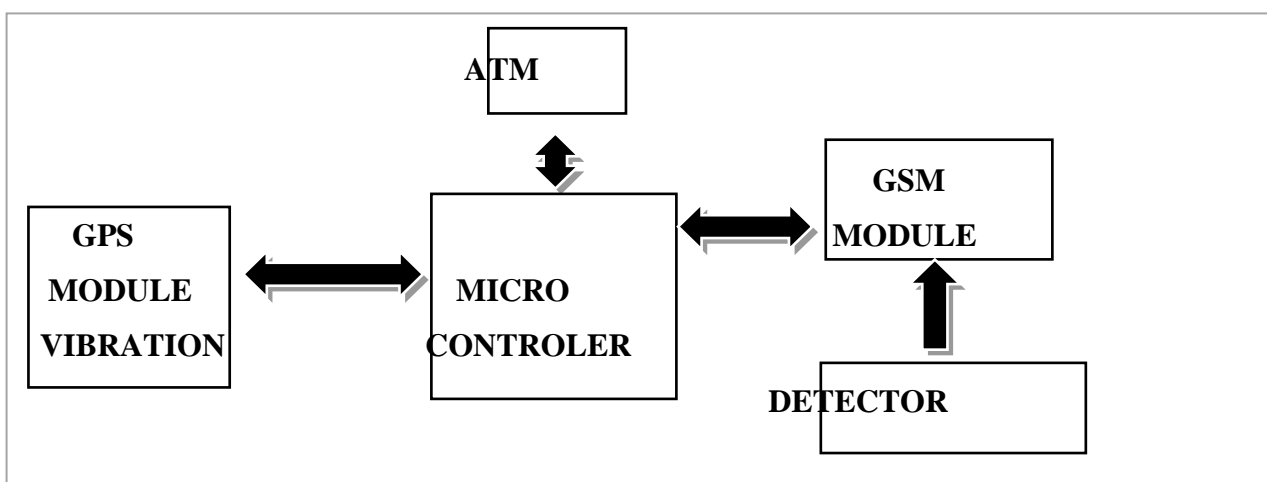 ATM
GSM
MODULE
GPS
MODULE
VIBRATION
MICRO
CONTROLER
DETECTOR